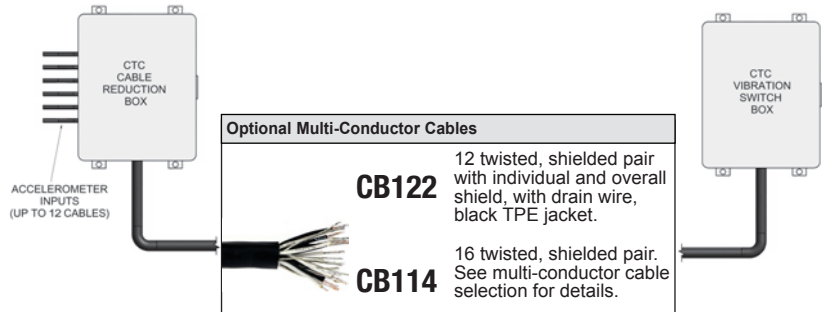 CTC
CABLE
REDUCTION
BOX
ACCELEROMETER
INPUTS
(UP TO 12 CABLES)
Optional Multi-Conductor Cables
CB122
12 twisted, shielded pair
with individual and overall
shield, with drain wire,
black TPE jacket.
CB114
16 twisted, shielded pair.
See multi-conductor cable
selection for details.
CTC
VIBRATION
SWITCH
BOX